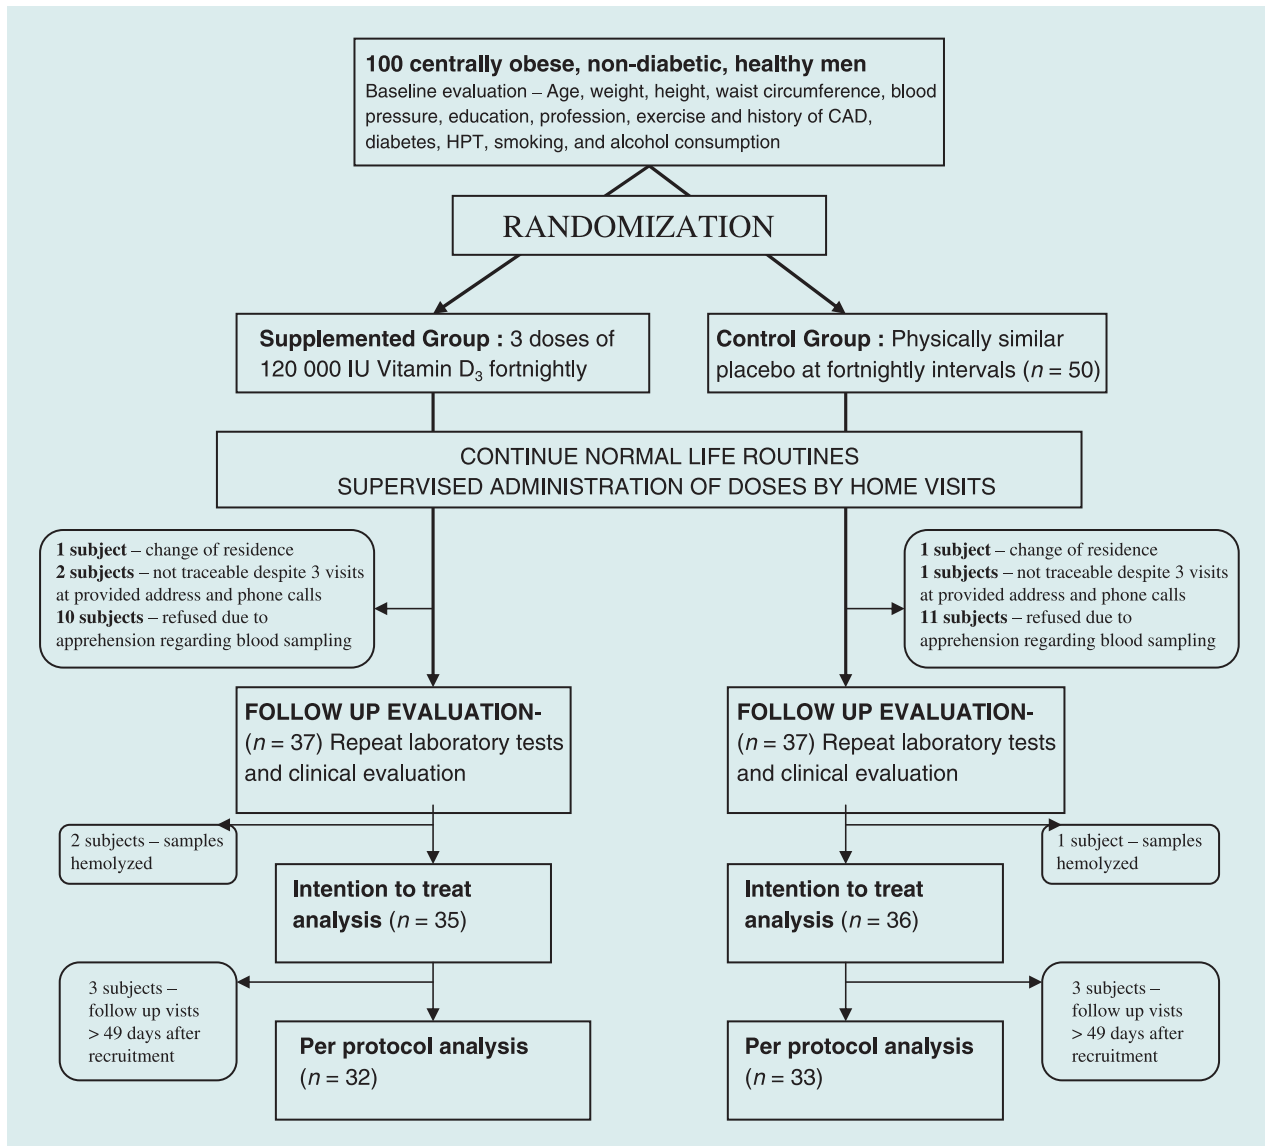 100 centrally obese, non-diabetic, healthy men
Baseline evaluation – Age, weight, height, waist circumference, blood
pressure, education, profession, exercise and history of CAD,
diabetes, HPT, smoking, and alcohol consumption
RANDOMIZATION
Supplemented Group : 3 doses of
120 000 IU Vitamin D3 fortnightly
Control Group : Physically similar
placebo at fortnightly intervals (n = 50)
CONTINUE NORMAL LIFE ROUTINES
SUPERVISED ADMINISTRATION OF DOSES BY HOME VISITS
1 subject – change of residence
2 subjects – not traceable despite 3 visits
at provided address and phone calls
10 subjects – refused due to
apprehension regarding blood sampling
1 subject – change of residence
1 subjects – not traceable despite 3 visits
at provided address and phone calls
11 subjects – refused due to
apprehension regarding blood sampling
FOLLOW UP EVALUATION-
(n = 37) Repeat laboratory tests
and clinical evaluation
FOLLOW UP EVALUATION-
(n = 37) Repeat laboratory tests
and clinical evaluation
2 subjects – samples
hemolyzed
1 subject – samples
hemolyzed
Intention to treat
analysis (n = 35)
Intention to treat
analysis (n = 36)
3 subjects –
follow up vists
> 49 days after
recruitment
3 subjects –
follow up vists
> 49 days after
recruitment
Per protocol analysis
(n = 32)
Per protocol analysis
(n = 33)